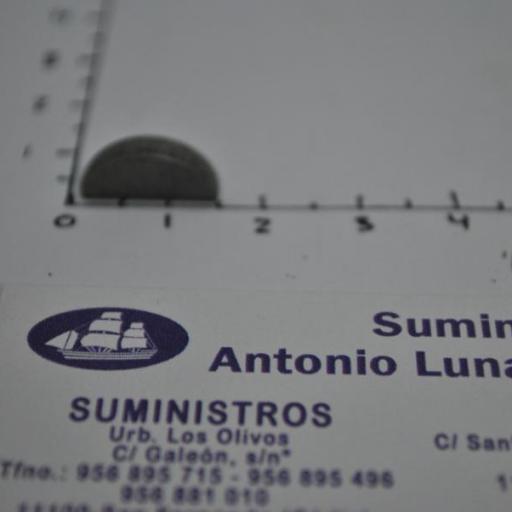 1
0 1 2 3 4
Sumin
Antonio Luna
SUMINISTROS
Urb. Los Olivos
C/ Galeón, s/n°
C/ San
Tfno.: 956 895 715 - 956 895 496
956 881 010